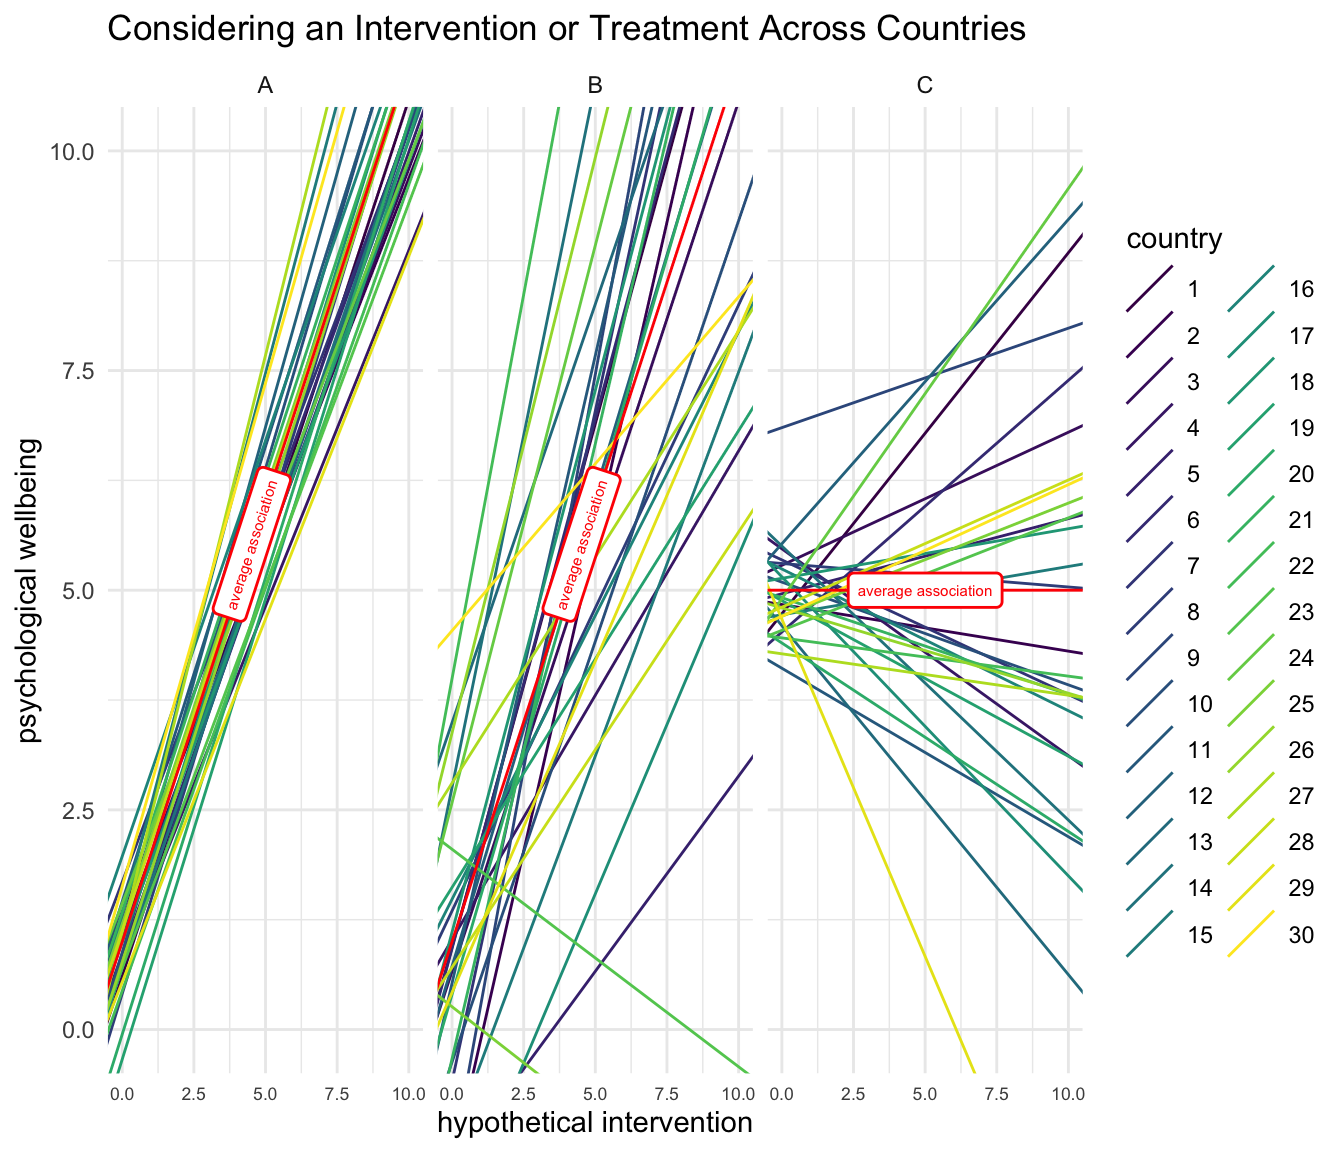 Considering an Intervention or Treatment Across Countries
A B C
psychological wellbeing
10.0
7.5
5.0
2.5
0.0
average association
average association
average association
0.0 2.5 5.0 7.5 10.0 0.0 2.5 5.0 7.5 10.0 0.0 2.5 5.0 7.5 10.0
hypothetical intervention
country
1 16
2 17
3 18
4 19
5 20
6 21
7 22
8 23
9 24
10 25
11 26
12 27
13 28
14 29
15 30